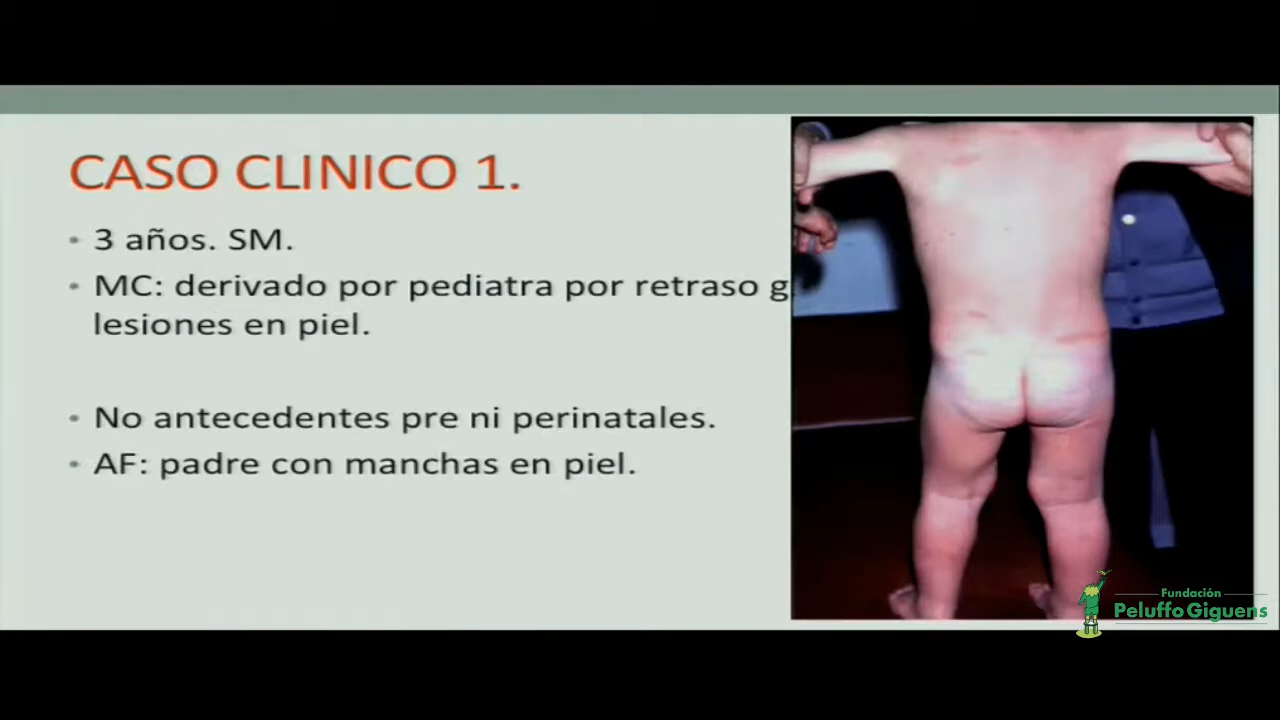 CASO CLINICO 1.
• 3 años. SM.
• MC: derivado por pediatra por retraso g
lesiones en piel.
• No antecedentes pre ni perinatales.
• AF: padre con manchas en piel.
Fundación
Peluffo Giguens